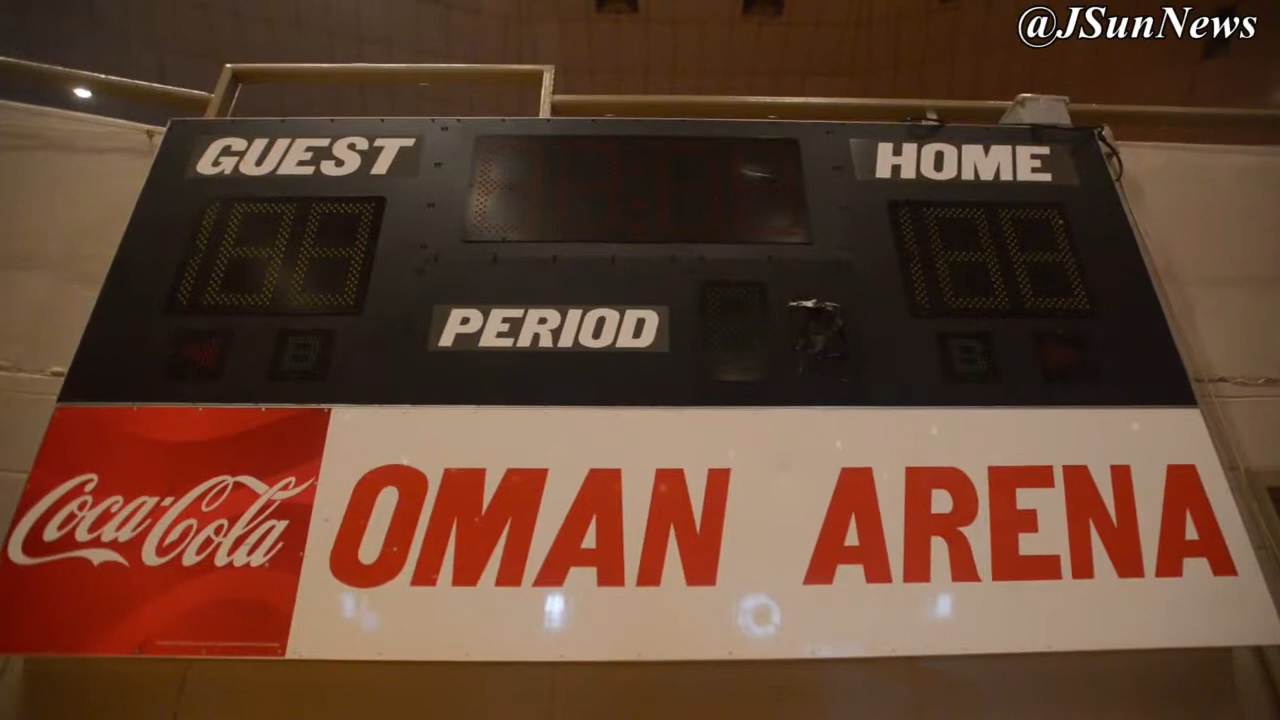 @JSunNews
GUEST
HOME
PERIOD
Coca-Cola
OMAN ARENA